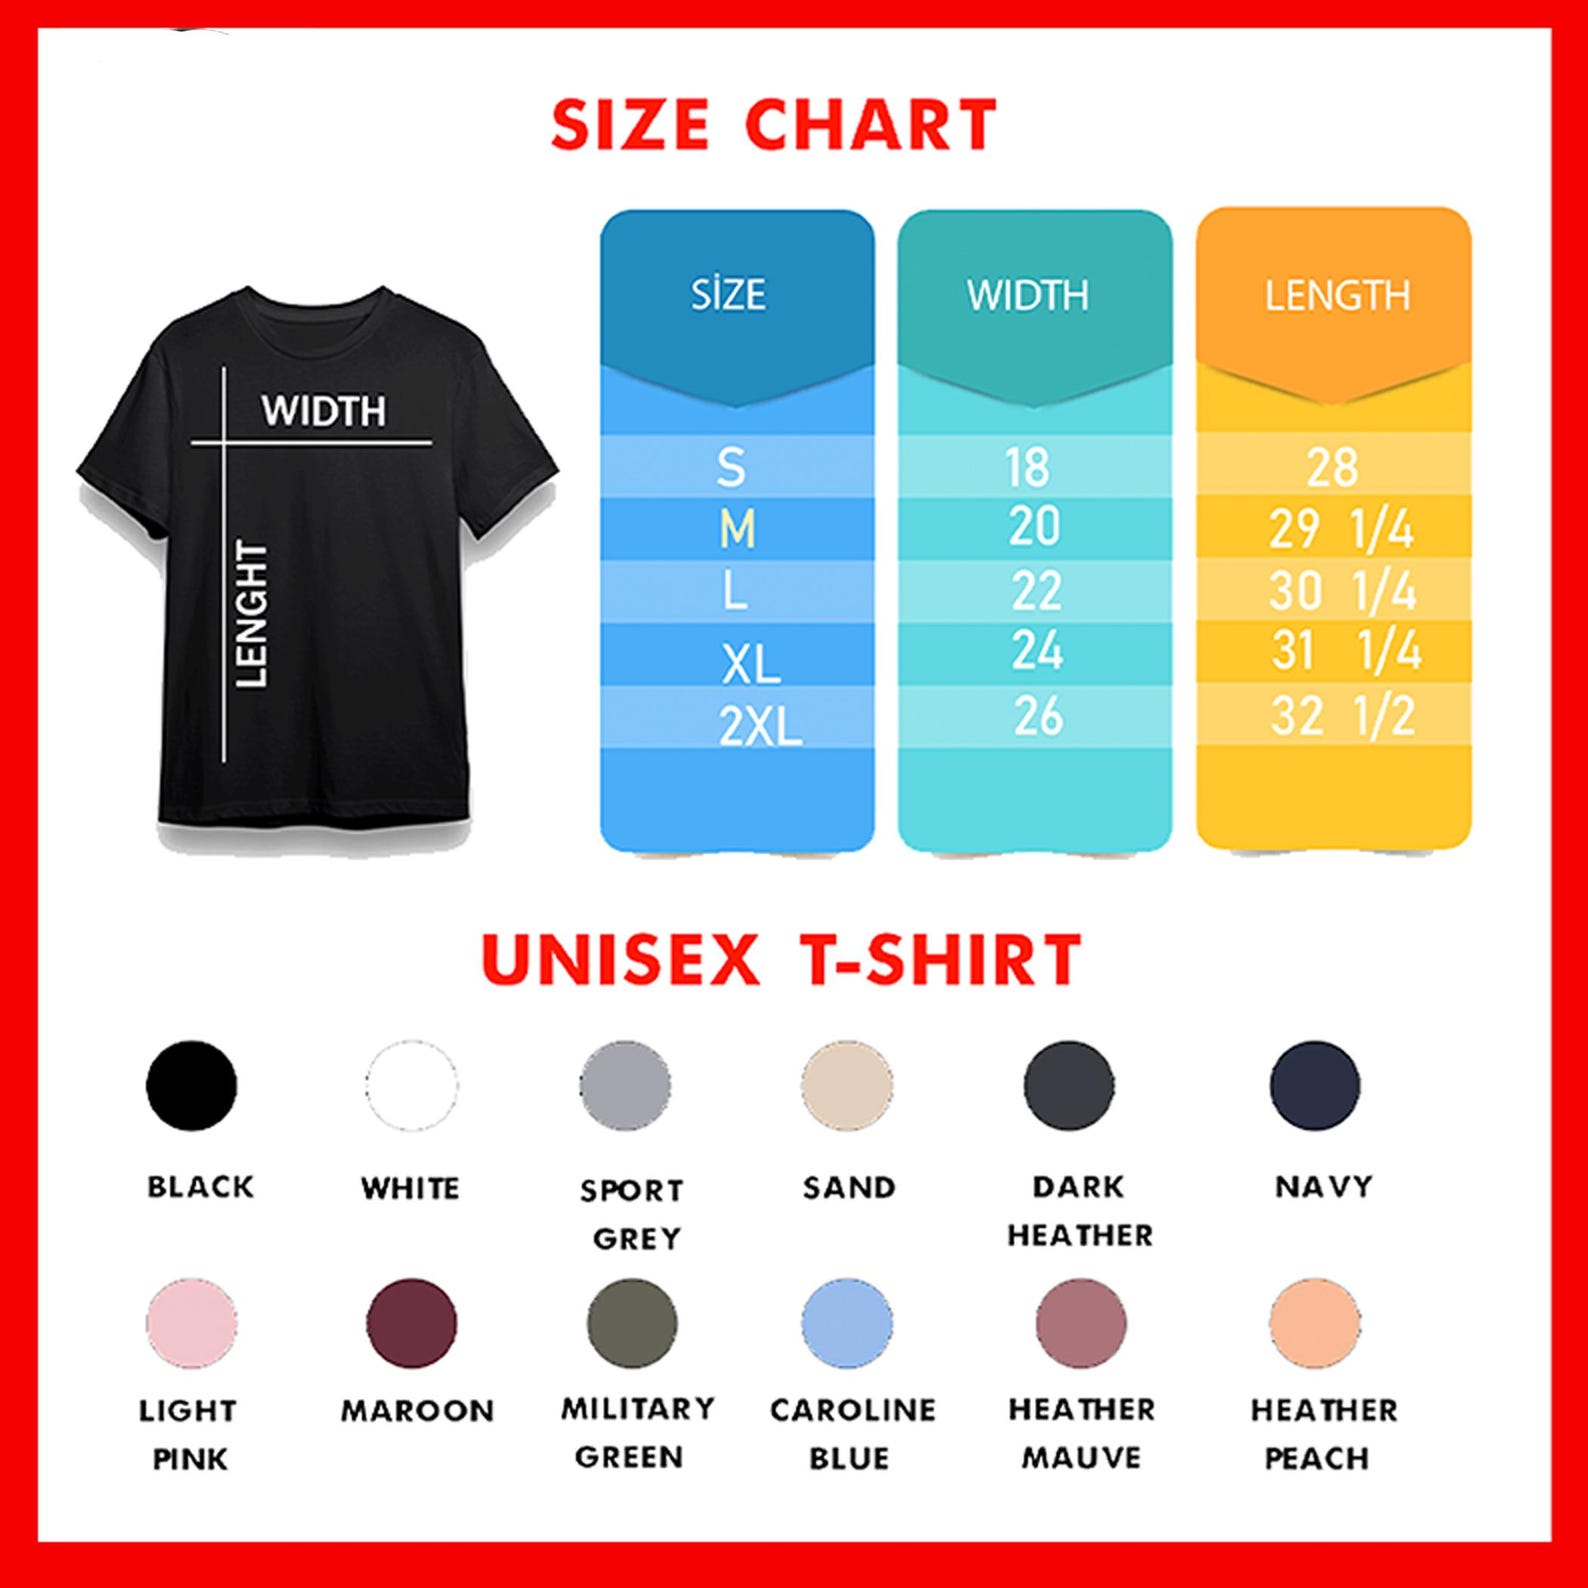 SIZE CHART
SİZE WIDTH LENGTH
WIDTH
LENGHT
S 18 28
M 20 29 1/4
L 22 30 1/4
XL 24 31 1/4
2XL 26 32 1/2
UNISEX T-SHIRT
BLACK WHITE SPORT SAND DARK NAVY
GREY HEATHER
LIGHT MAROON MILITARY CAROLINE HEATHER HEATHER
PINK GREEN BLUE MAUVE PEACH